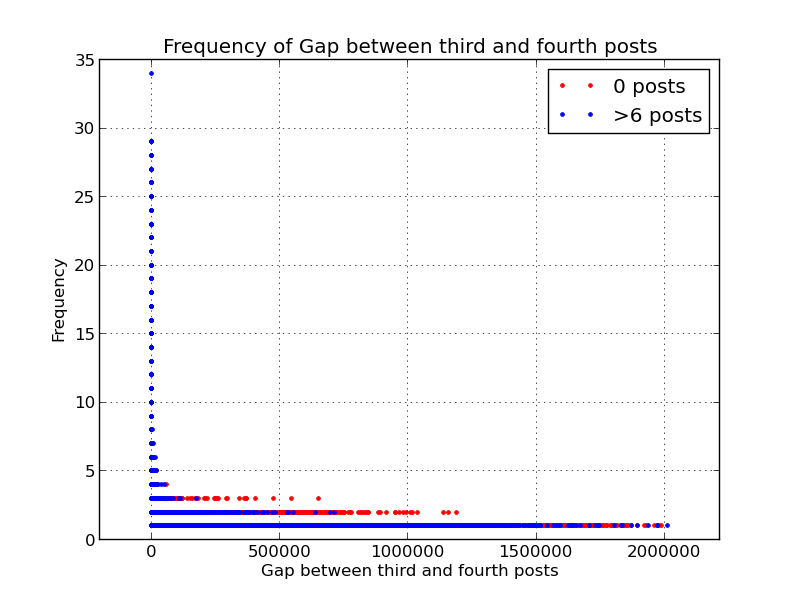 Frequency of Gap between third and fourth posts
0 posts
>6 posts
35
30
25
20
15
10
5
0
Frequency
0 500000 1000000 1500000 2000000
Gap between third and fourth posts